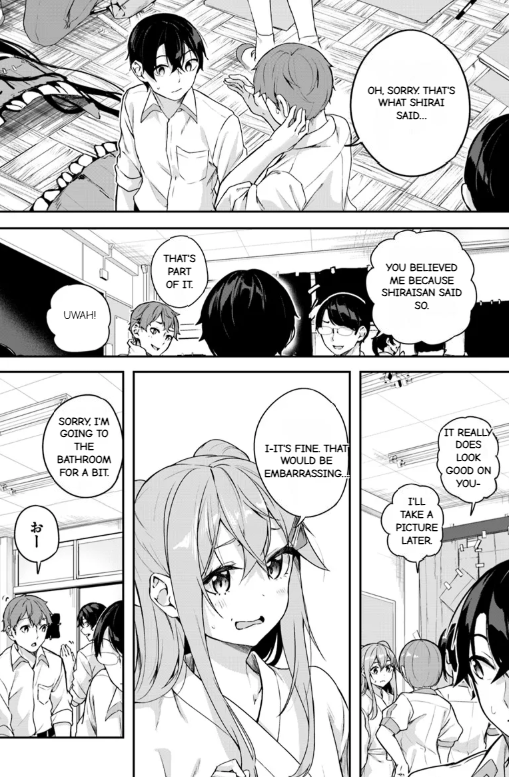 OH, SORRY. THAT'S
WHAT SHIRAI
SAID...
YOU BELIEVED
ME BECAUSE
SHIRAISAN SAID
SO.
THAT'S
PART
OF IT.
UWAH!
IT REALLY
DOES
LOOK
GOOD ON
YOU-
I'LL
TAKE A
PICTURE
LATER.
I-IT'S FINE. THAT
WOULD BE
EMBARRASSING...
SORRY, I'M
GOING TO
THE
BATHROOM
FOR A BIT.
おー